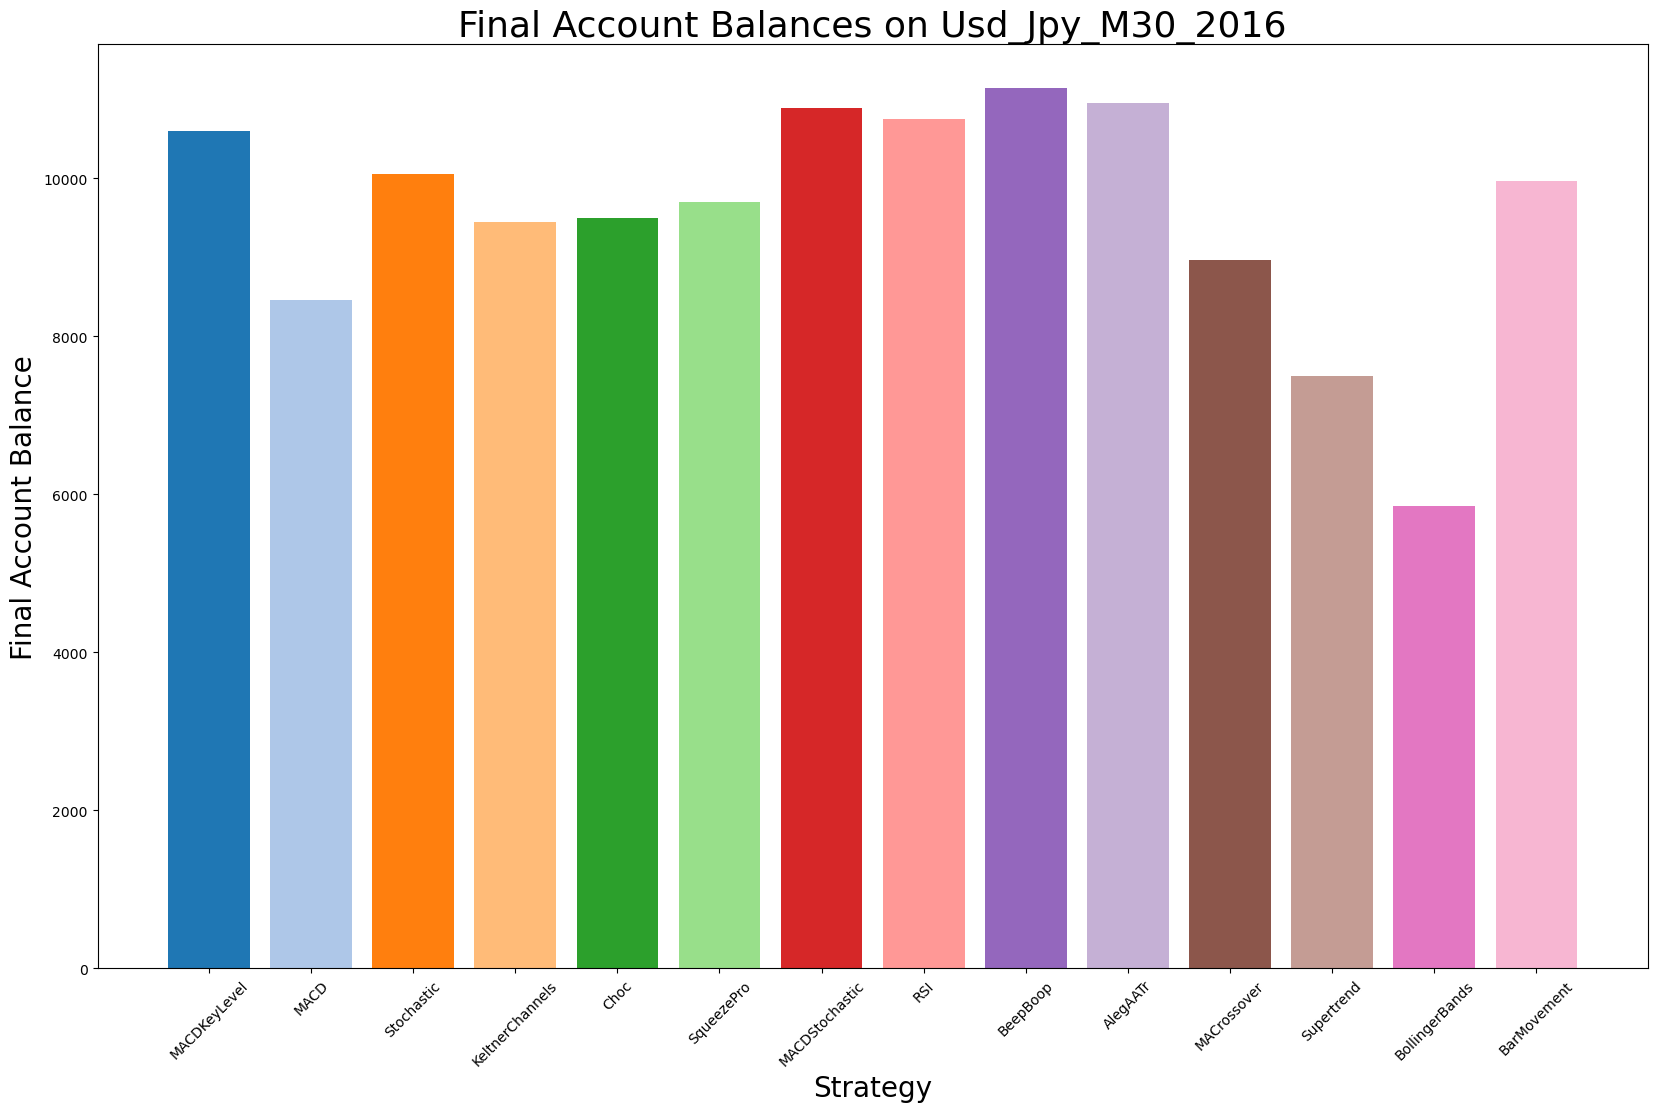 Final Account Balances on Usd_Jpy_M30_2016
Final Account Balance
10000
8000
6000
4000
2000
0
MACDKeyLevel
MACD
Stochastic
KeltnerChannels
Choc
SqueezePro
MACDStochastic
RSI
BeepBoop
AlegAATr
MACrossover
Supertrend
BollingerBands
BarMovement
Strategy